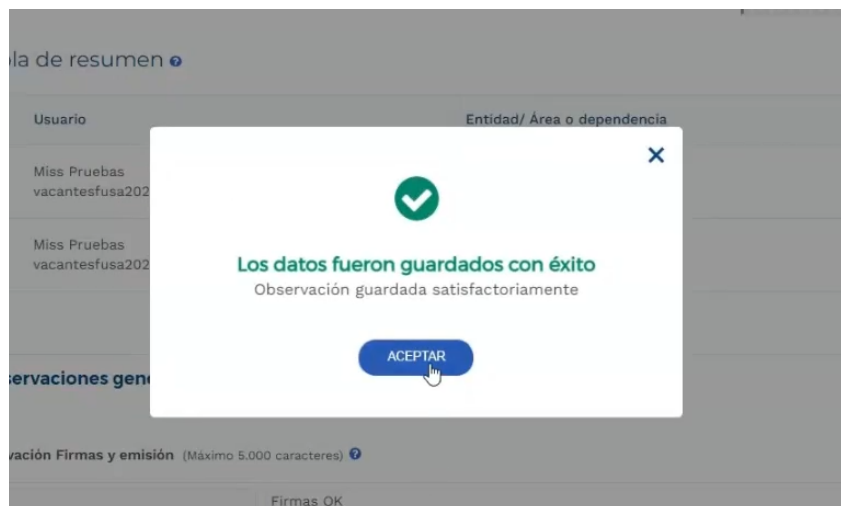 la de resumen
Usuario
Entidad/ Área o dependencia
Miss Pruebas
vacantesfusa202
Miss Pruebas
vacantesfusa202
Los datos fueron guardados con éxito
Observación guardada satisfactoriamente
ACEPTAR
servaciones gen
vación Firmas y emisión (Máximo 5.000 caracteres)
Firmas OK